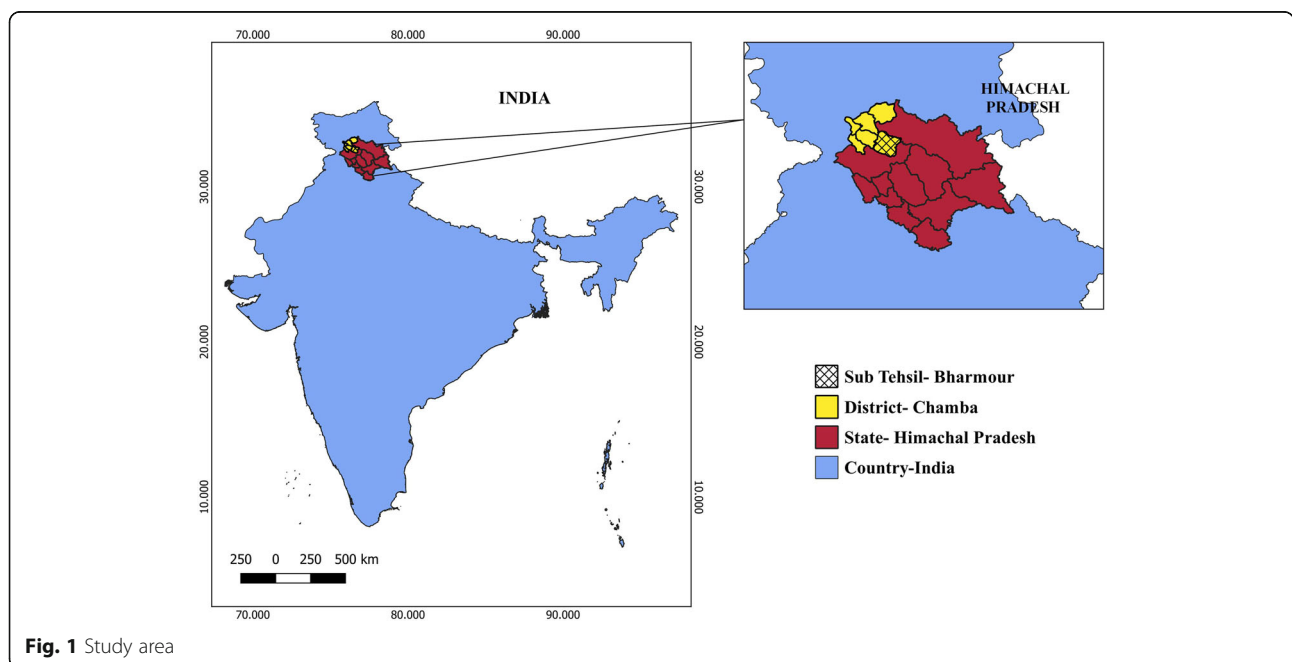 70.000 80.000 90.000
INDIA
30.000
20.000
10.000
30.000
20.000
10.000
250 0 250 500 km
70.000 80.000 90.000
HIMACHAL
PRADESH
Sub Tehsil- Bharmour
District- Chamba
State- Himachal Pradesh
Country-India
Fig. 1 Study area